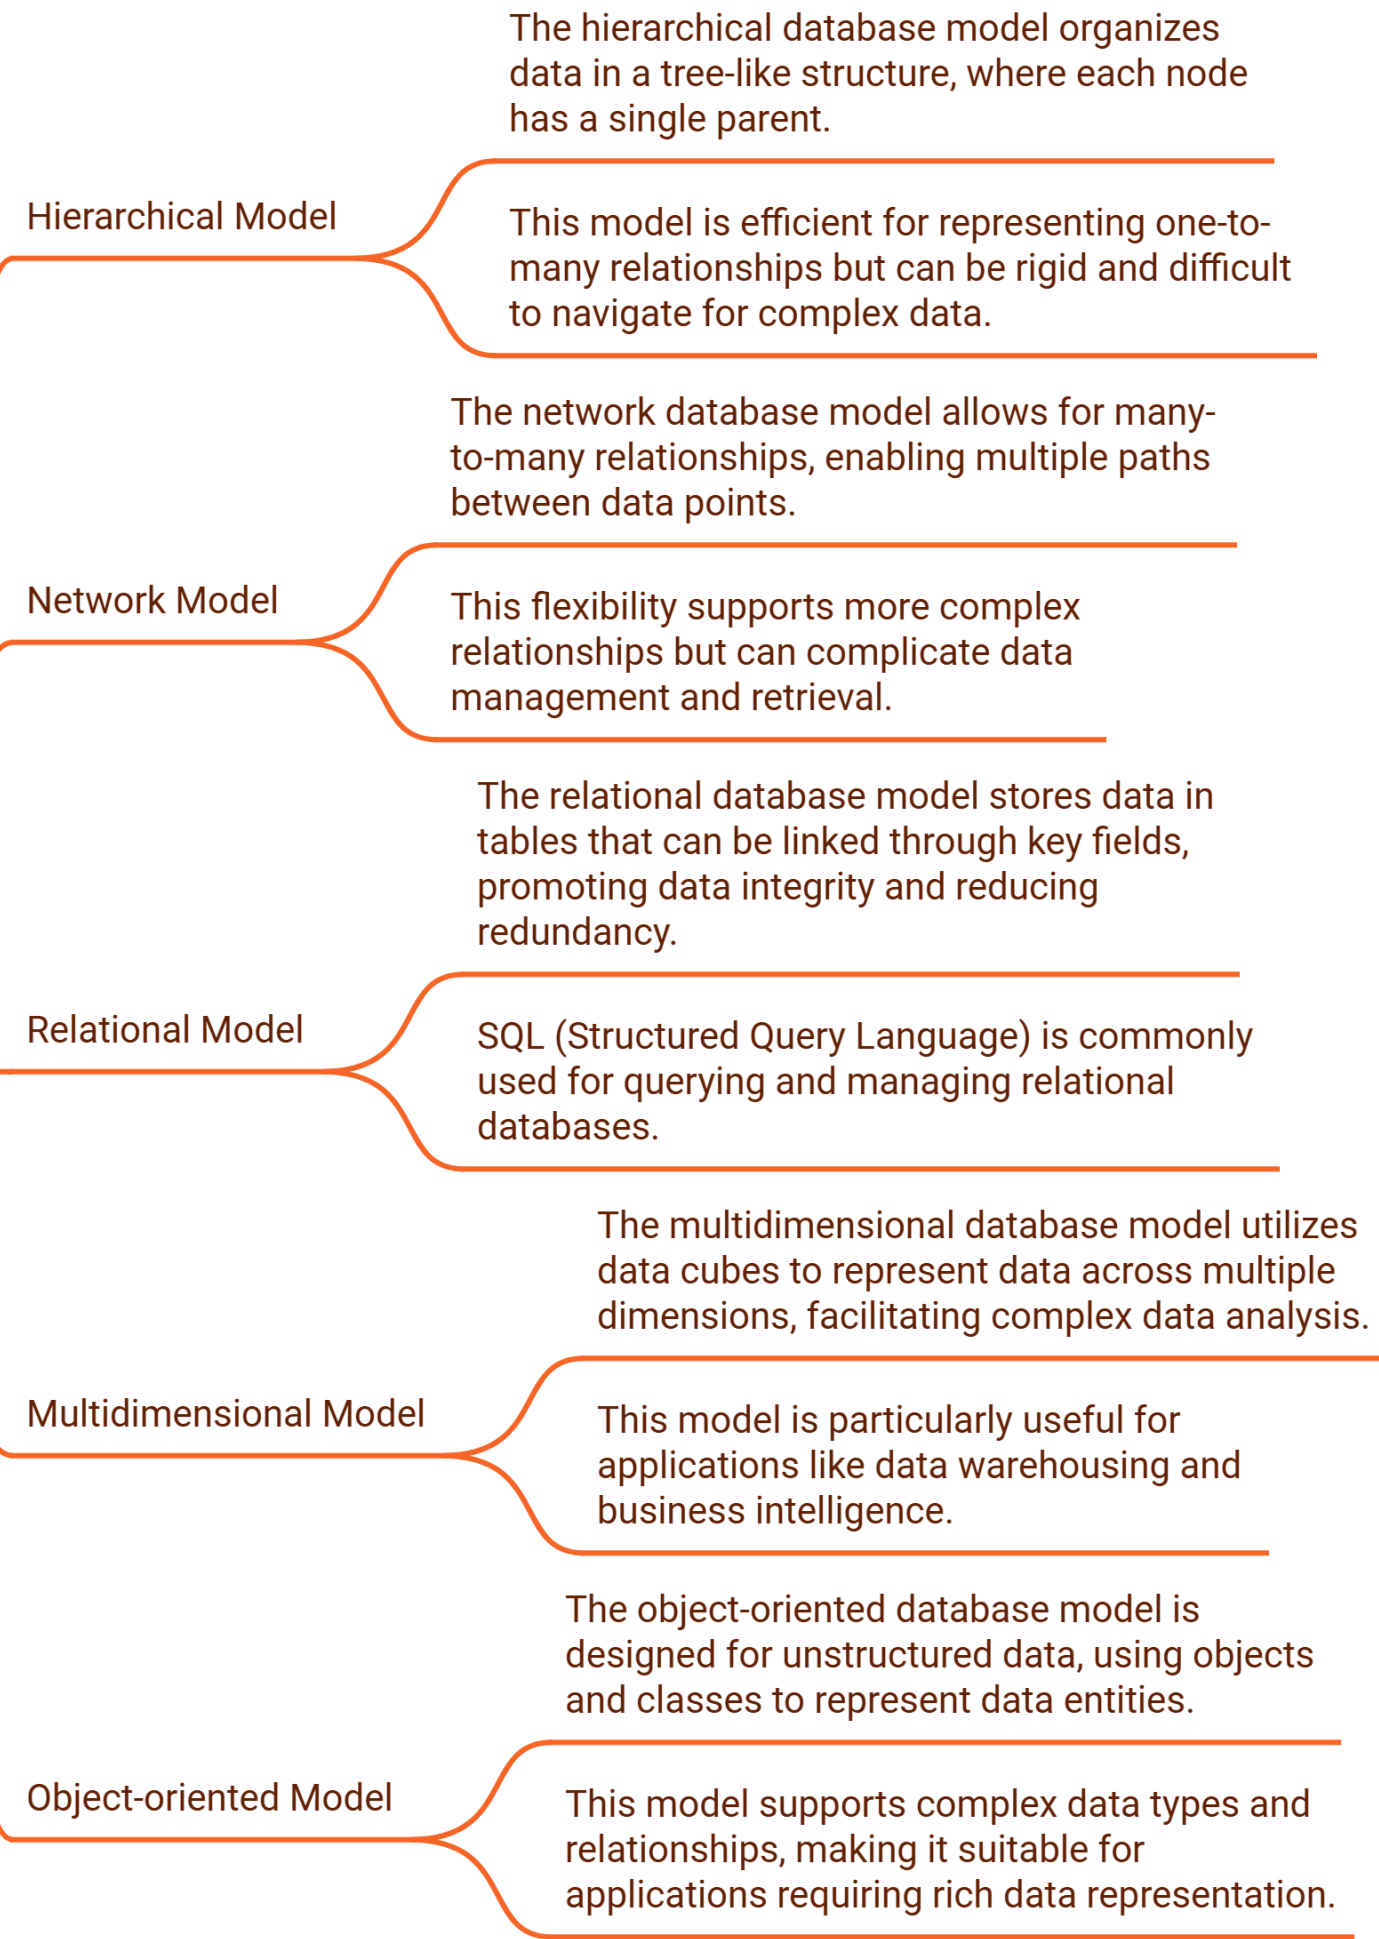 Hierarchical Model
The hierarchical database model organizes
data in a tree-like structure, where each node
has a single parent.
This model is efficient for representing one-to-
many relationships but can be rigid and difficult
to navigate for complex data.
Network Model
The network database model allows for many-
to-many relationships, enabling multiple paths
between data points.
This flexibility supports more complex
relationships but can complicate data
management and retrieval.
Relational Model
The relational database model stores data in
tables that can be linked through key fields,
promoting data integrity and reducing
redundancy.
SQL (Structured Query Language) is commonly
used for querying and managing relational
databases.
Multidimensional Model
The multidimensional database model utilizes
data cubes to represent data across multiple
dimensions, facilitating complex data analysis.
This model is particularly useful for
applications like data warehousing and
business intelligence.
Object-oriented Model
The object-oriented database model is
designed for unstructured data, using objects
and classes to represent data entities.
This model supports complex data types and
relationships, making it suitable for
applications requiring rich data representation.